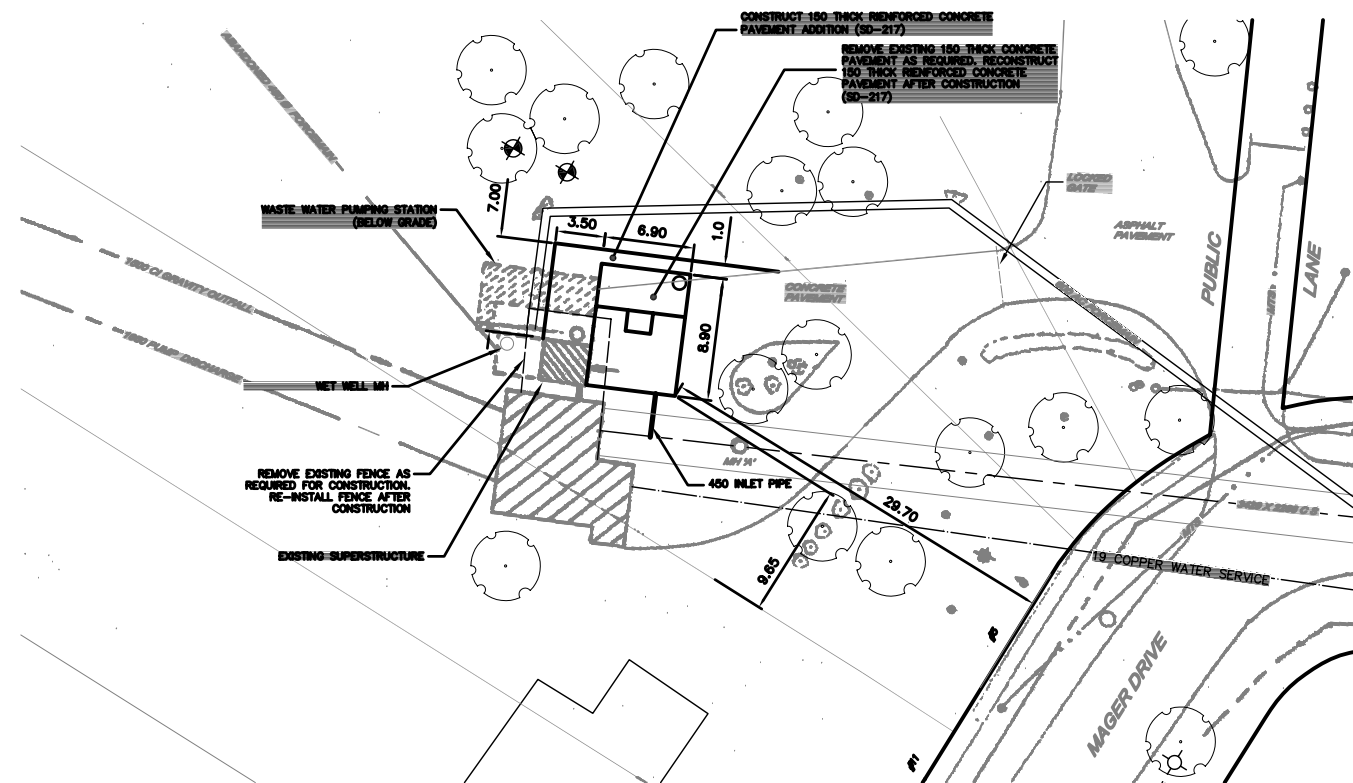 CONSTRUCT 150 THICK RIENFORCED CONCRETE
PAVEMENT ADDITION (SD-217)
REMOVE EXISTING 150 THICK CONCRETE
PAVEMENT AS REQUIRED. RECONSTRUCT
150 THICK RIENFORCED CONCRETE
PAVEMENT AFTER CONSTRUCTION
(SD-217)
LOCKED
GATE
7.00
WASTE WATER PUMPING STATION
(BELOW GRADE)
3.50
6.90
1.0
ASPHALT
PAVEMENT
PUBLIC
LANE
CONCRETE
PAVEMENT
8.90
WET WELL MH
MH 'A'
REMOVE EXISTING FENCE AS
REQUIRED FOR CONSTRUCTION.
RE-INSTALL FENCE AFTER
CONSTRUCTION
450 INLET PIPE
29.70
EXISTING SUPERSTRUCTURE
9.65
19 COPPER WATER SERVICE
MAGER DRIVE